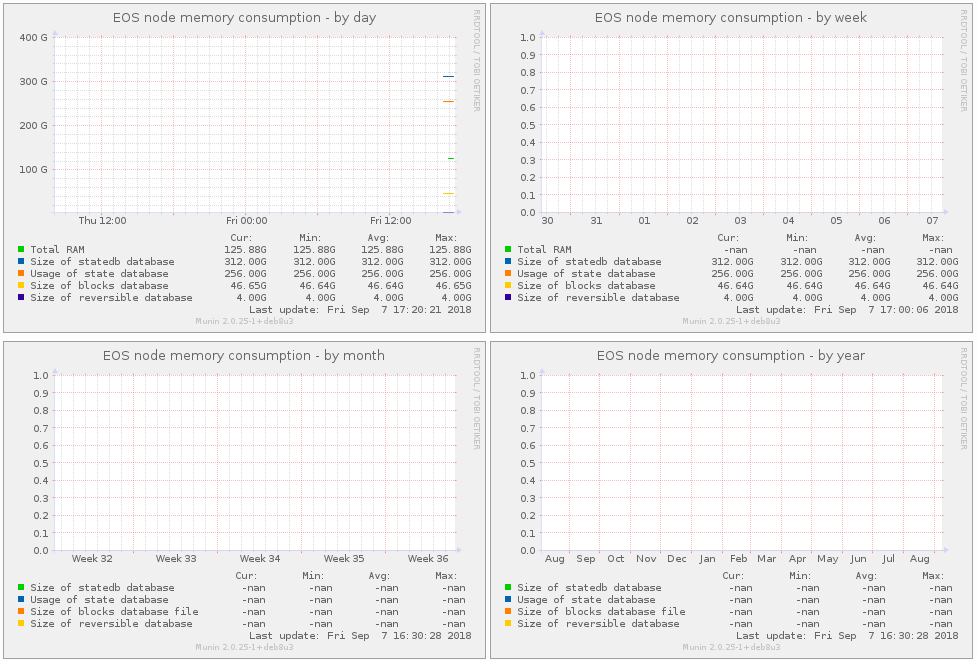 EOS node memory consumption - by day
RRDTOOL / TOBI OETIKER
400 G
300 G
200 G
100 G
Thu 12:00 Fri 00:00 Fri 12:00
Cur: Min: Avg: Max:
Total RAM 125.88G 125.88G 125.88G 125.88G
Size of statedb database 312.00G 312.00G 312.00G 312.00G
Usage of state database 256.00G 256.00G 256.00G 256.00G
Size of blocks database 46.65G 46.64G 46.64G 46.65G
Size of reversible database 4.00G 4.00G 4.00G 4.00G
Last update: Fri Sep 7 17:20:21 2018
Munin 2.0.25-1+deb8u3
EOS node memory consumption - by week
RRDTOOL / TOBI OETIKER
1.0
0.9
0.8
0.7
0.6
0.5
0.4
0.3
0.2
0.1
0.0
30 31 01 02 03 04 05 06 07
Cur: Min: Avg: Max:
Total RAM -nan -nan -nan -nan
Size of statedb database 312.00G 312.00G 312.00G 312.00G
Usage of state database 256.00G 256.00G 256.00G 256.00G
Size of blocks database 46.64G 46.64G 46.64G 46.64G
Size of reversible database 4.00G 4.00G 4.00G 4.00G
Last update: Fri Sep 7 17:00:06 2018
Munin 2.0.25-1+deb8u3
EOS node memory consumption - by month
RRDTOOL / TOBI OETIKER
1.0
0.9
0.8
0.7
0.6
0.5
0.4
0.3
0.2
0.1
0.0
Week 32 Week 33 Week 34 Week 35 Week 36
Cur: Min: Avg: Max:
Size of statedb database -nan -nan -nan -nan
Usage of state database -nan -nan -nan -nan
Size of blocks database file -nan -nan -nan -nan
Size of reversible database -nan -nan -nan -nan
Last update: Fri Sep 7 16:30:28 2018
Munin 2.0.25-1+deb8u3
EOS node memory consumption - by year
RRDTOOL / TOBI OETIKER
1.0
0.9
0.8
0.7
0.6
0.5
0.4
0.3
0.2
0.1
0.0
Aug Sep Oct Nov Dec Jan Feb Mar Apr May Jun Jul Aug
Cur: Min: Avg: Max:
Size of statedb database -nan -nan -nan -nan
Usage of state database -nan -nan -nan -nan
Size of blocks database file -nan -nan -nan -nan
Size of reversible database -nan -nan -nan -nan
Last update: Fri Sep 7 16:30:28 2018
Munin 2.0.25-1+deb8u3